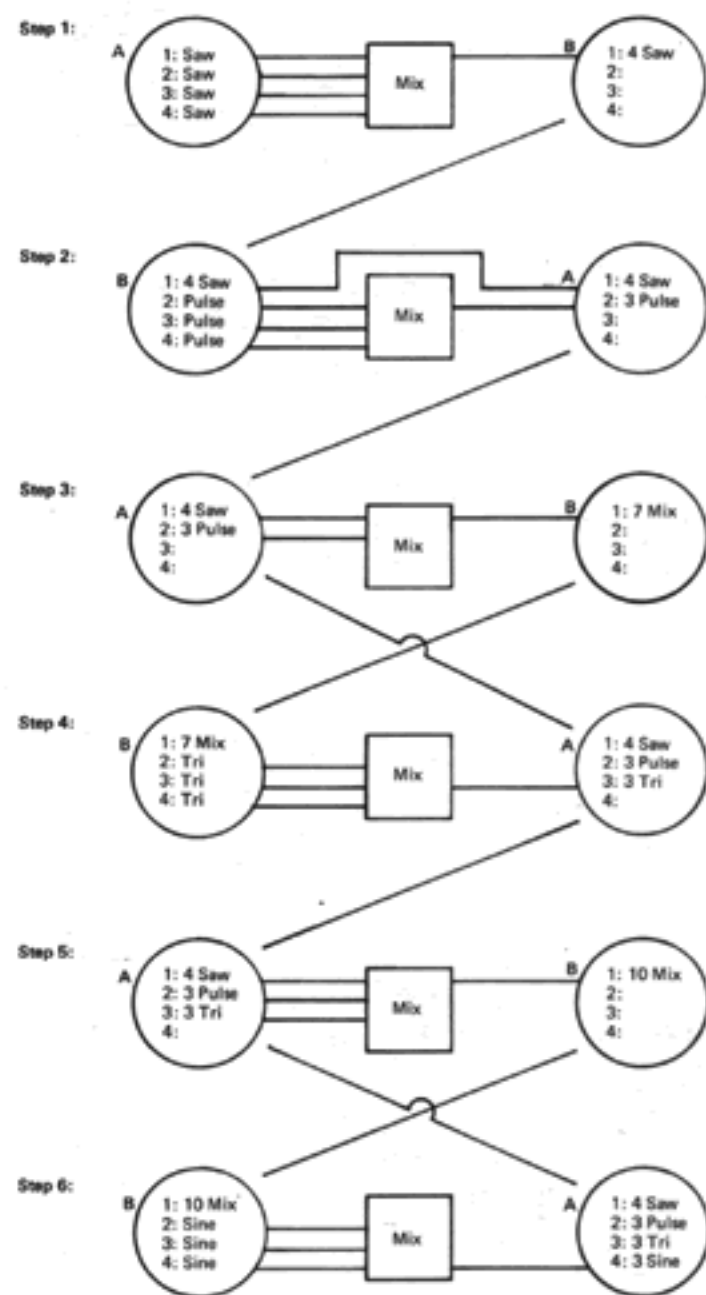 Step 1:
A
1: Saw
2: Saw
3: Saw
4: Saw
Mix
B
1: 4 Saw
2:
3:
4:
Step 2:
B
1: 4 Saw
2: Pulse
3: Pulse
4: Pulse
Mix
A
1: 4 Saw
2: 3 Pulse
3:
4:
Step 3:
A
1: 4 Saw
2: 3 Pulse
3:
4:
Mix
B
1: 7 Mix
2:
3:
4:
Step 4:
B
1: 7 Mix
2: Tri
3: Tri
4: Tri
Mix
A
1: 4 Saw
2: 3 Pulse
3: 3 Tri
4:
Step 5:
A
1: 4 Saw
2: 3 Pulse
3: 3 Tri
4:
Mix
B
1: 10 Mix
2:
3:
4:
Step 6:
B
1: 10 Mix
2: Sine
3: Sine
4: Sine
Mix
A
1: 4 Saw
2: 3 Pulse
3: 3 Tri
4: 3 Sine